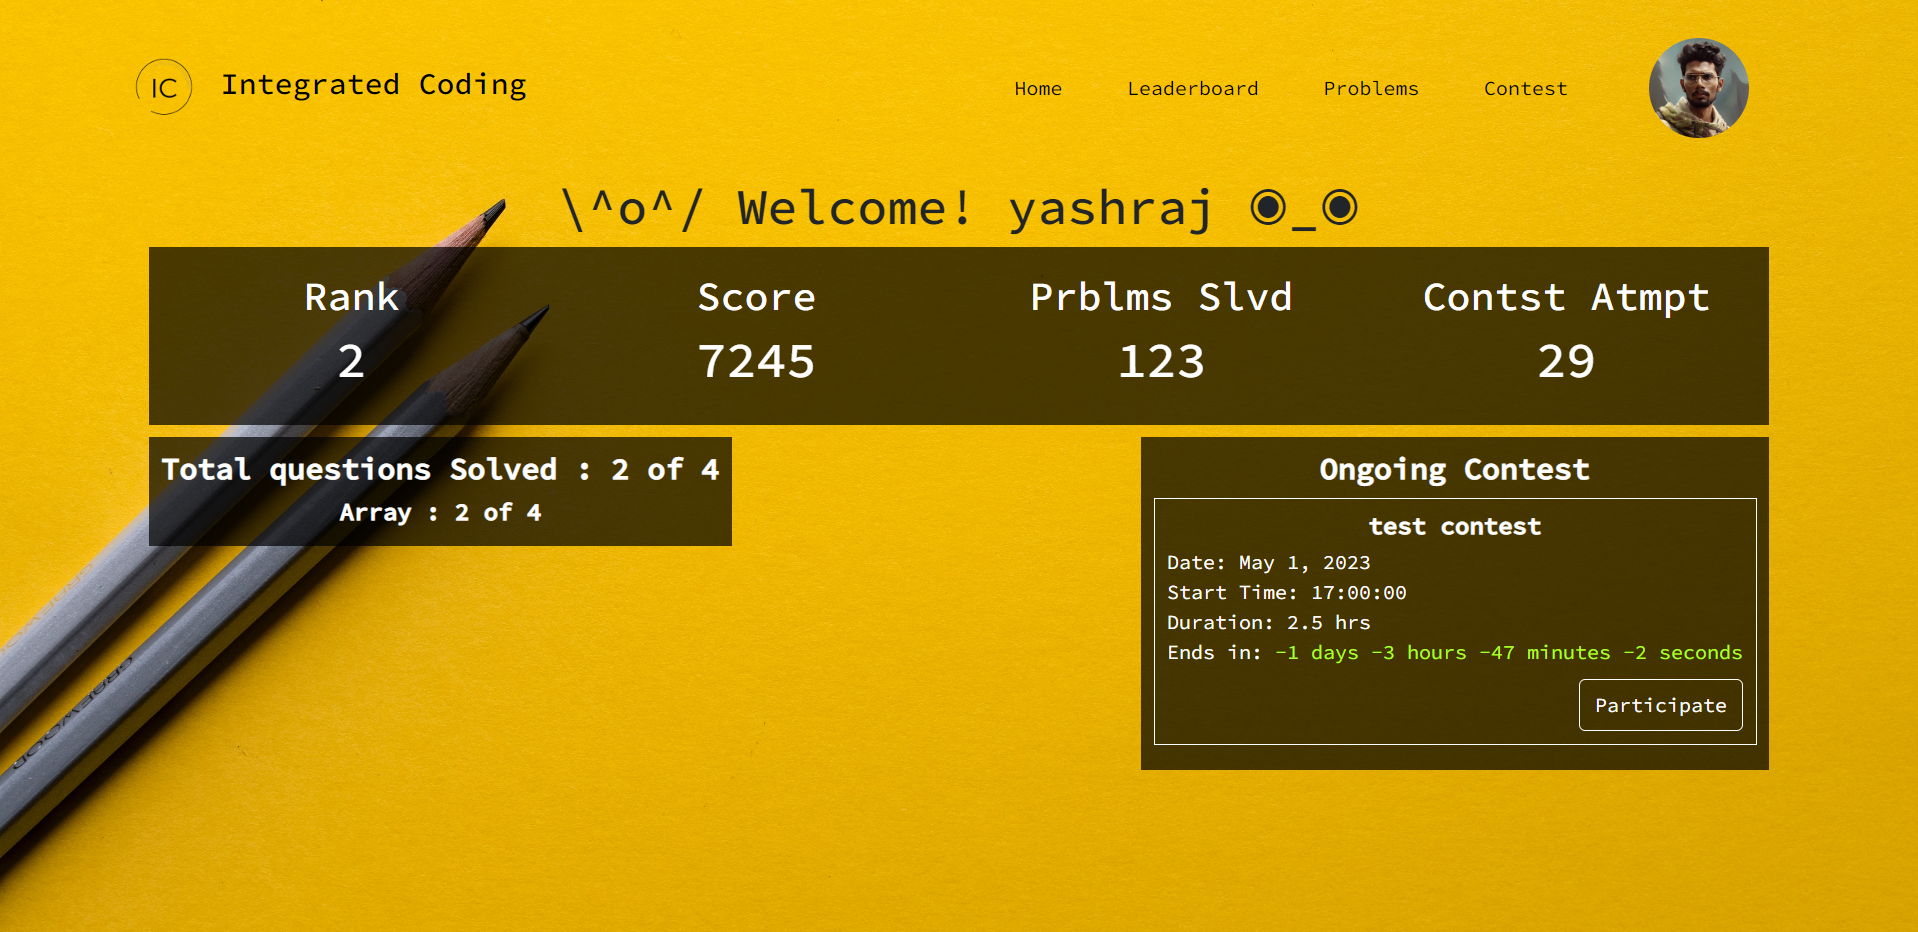 IC Integrated Coding
Home Leaderboard Problems Contest
\^o^/ Welcome! yashraj ◉_◉
Rank Score Prblms Slvd Contst Atmpt
2 7245 123 29
Total questions Solved : 2 of 4
Array : 2 of 4
Ongoing Contest
test contest
Date: May 1, 2023
Start Time: 17:00:00
Duration: 2.5 hrs
Ends in: -1 days -3 hours -47 minutes -2 seconds
Participate